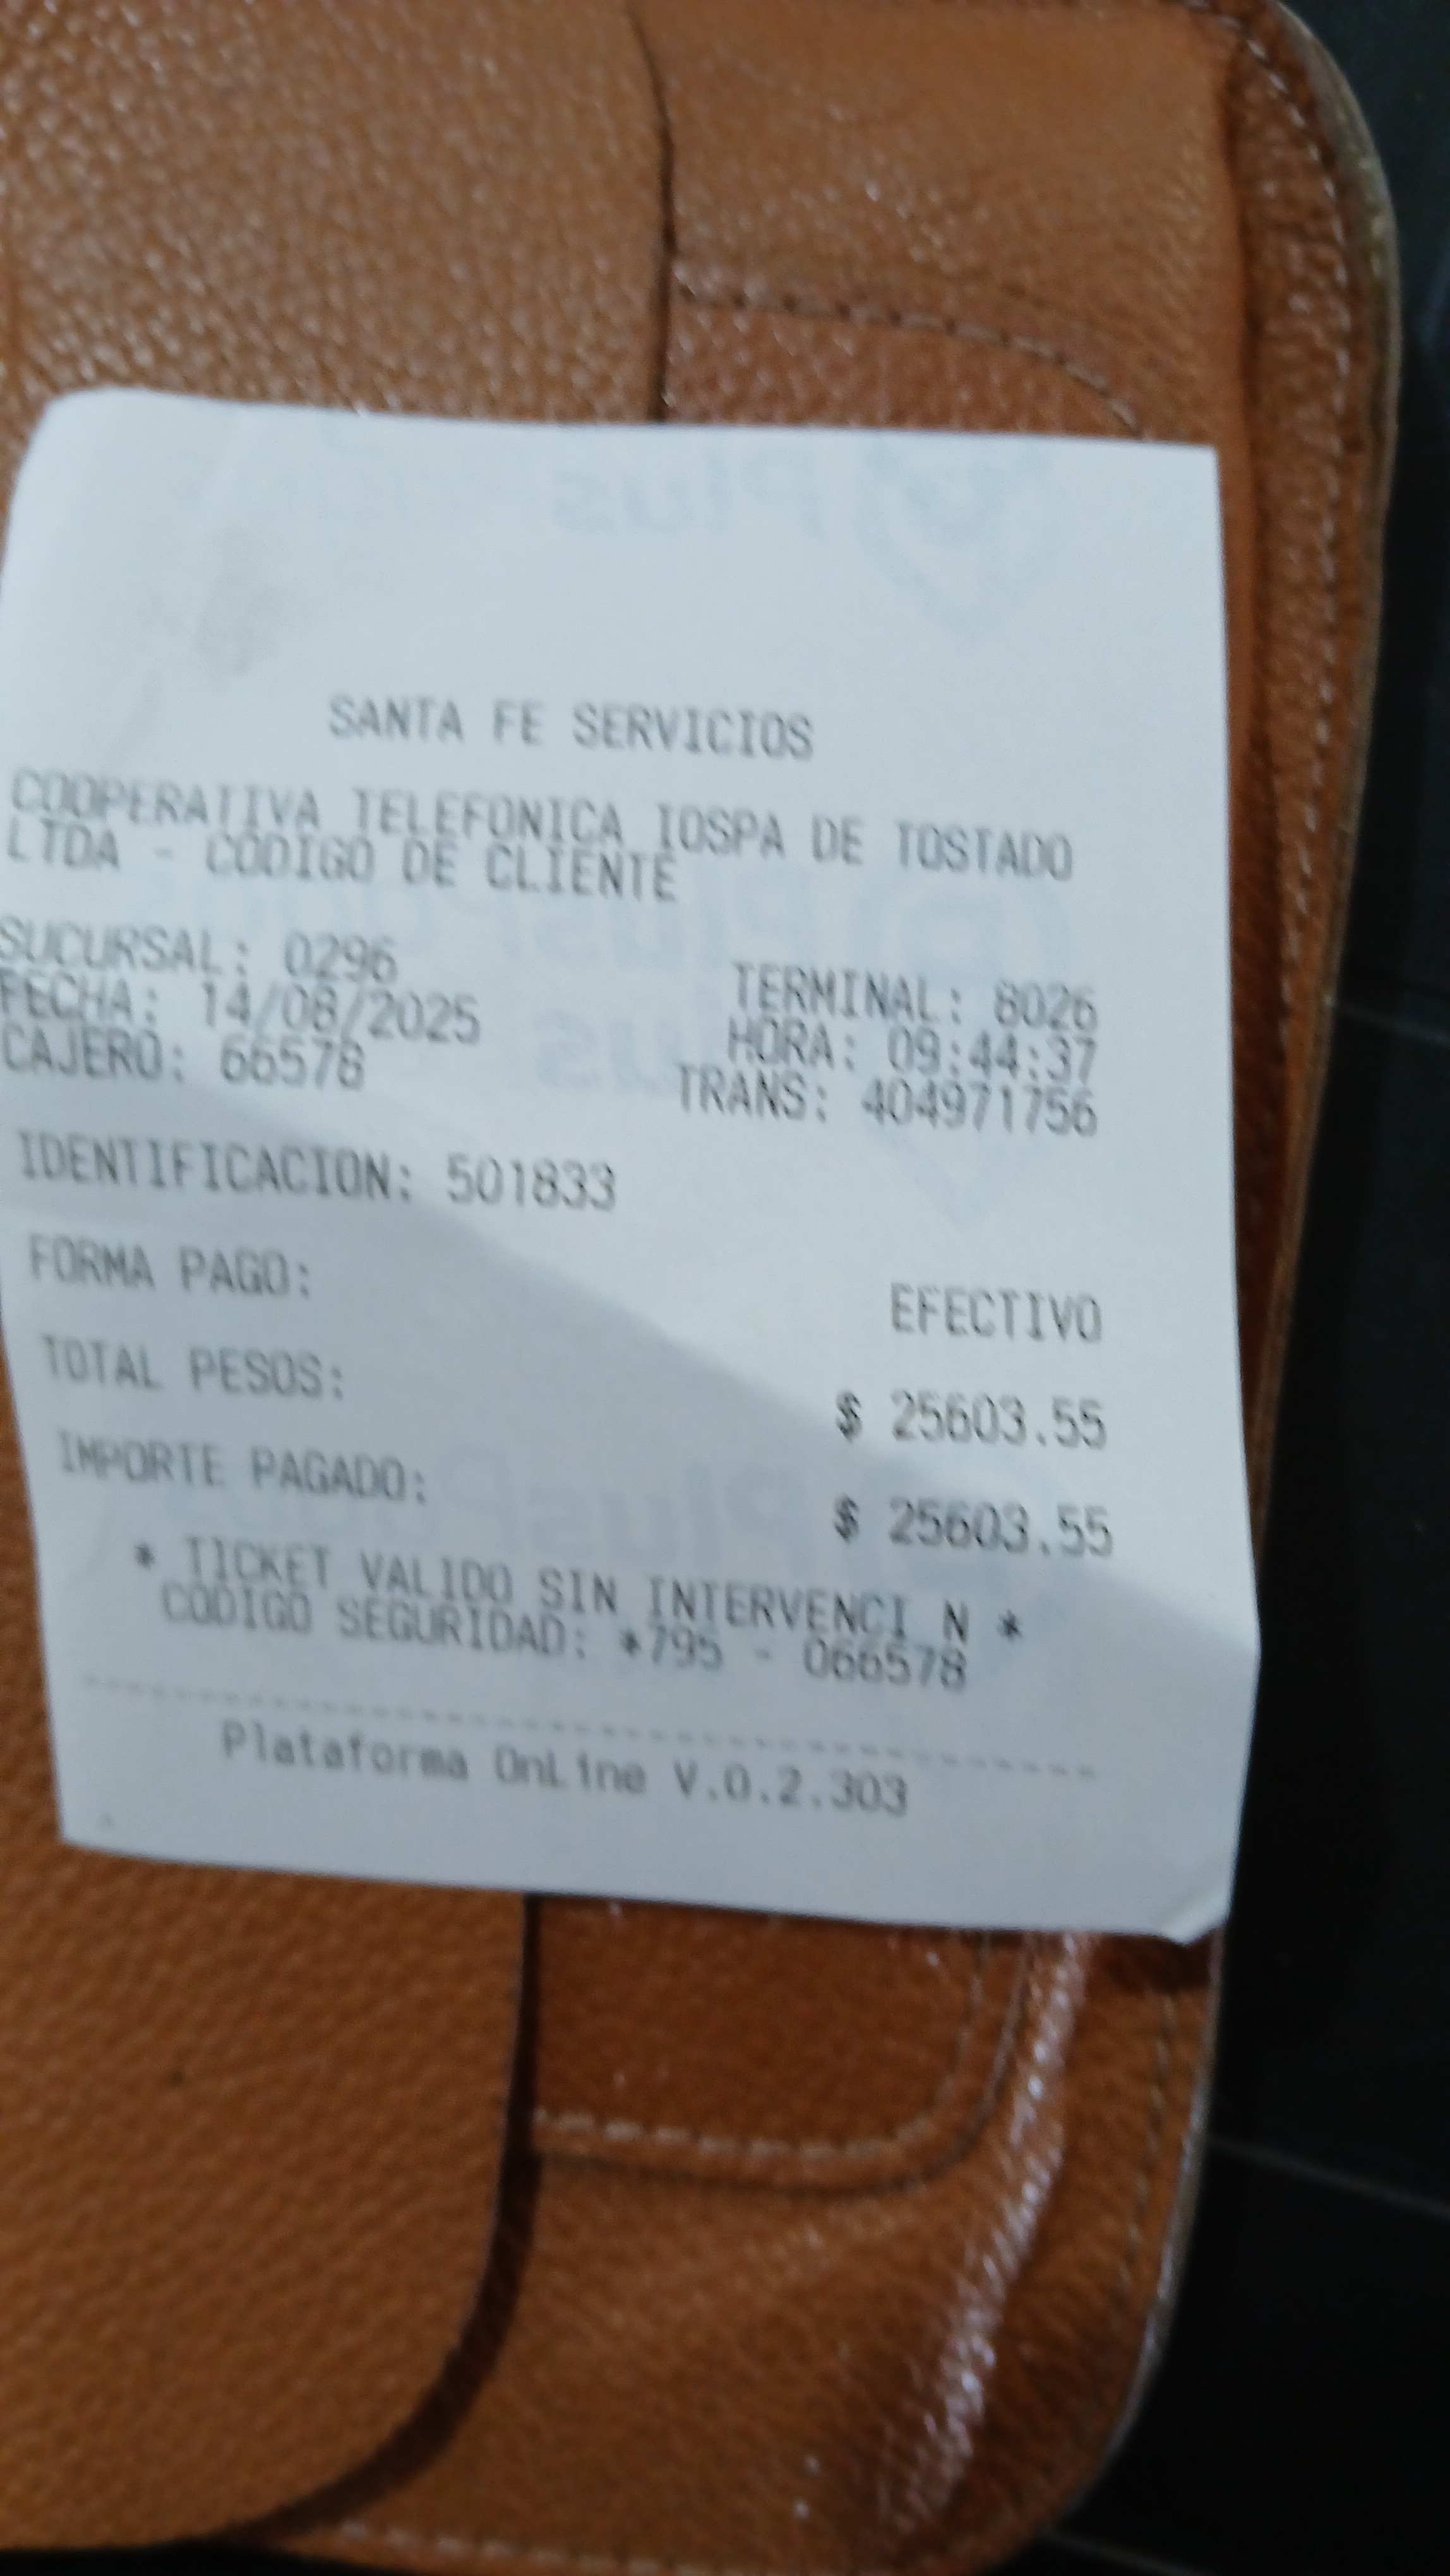 SANTA FE SERVICIOS
COOPERATIVA TELEFONICA IOSPA DE TOSTADO
LTDA - CODIGO DE CLIENTE
SUCURSAL: 0296 TERMINAL: 8026
FECHA: 14/08/2025 HORA: 09:44:37
CAJERO: 66578 TRANS: 404971756
IDENTIFICACION: 501833
FORMA PAGO: EFECTIVO
TOTAL PESOS: $ 25603.55
IMPORTE PAGADO: $ 25603.55
* TICKET VALIDO SIN INTERVENCI N *
CODIGO SEGURIDAD: *795 - 066578
Plataforma OnLine V.0.2.303